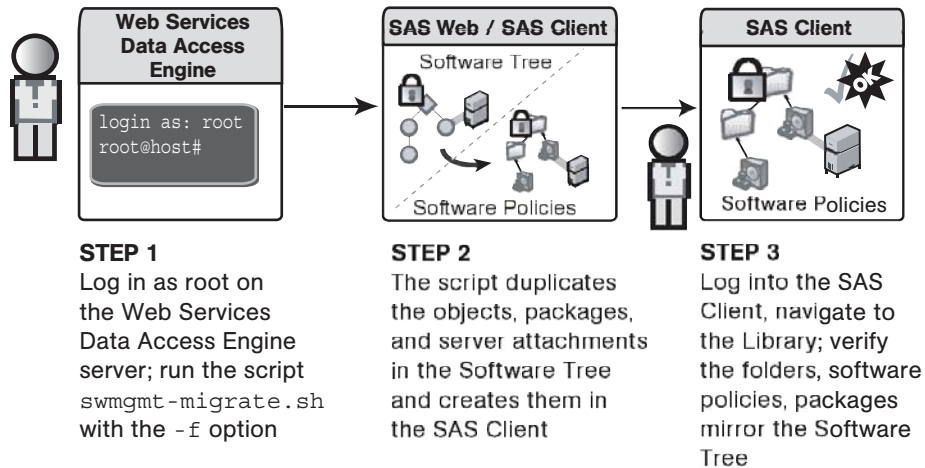 Web Services
Data Access
Engine
login as: root
root@host#
SAS Web / SAS Client
Software Tree
Software Policies
SAS Client
OK
Software Policies
STEP 1
Log in as root on
the Web Services
Data Access Engine
server; run the script
swmgmt-migrate.sh
with the -f option
STEP 2
The script duplicates
the objects, packages,
and server attachments
in the Software Tree
and creates them in
the SAS Client
STEP 3
Log into the SAS
Client, navigate to
the Library; verify
the folders, software
policies, packages
mirror the Software
Tree